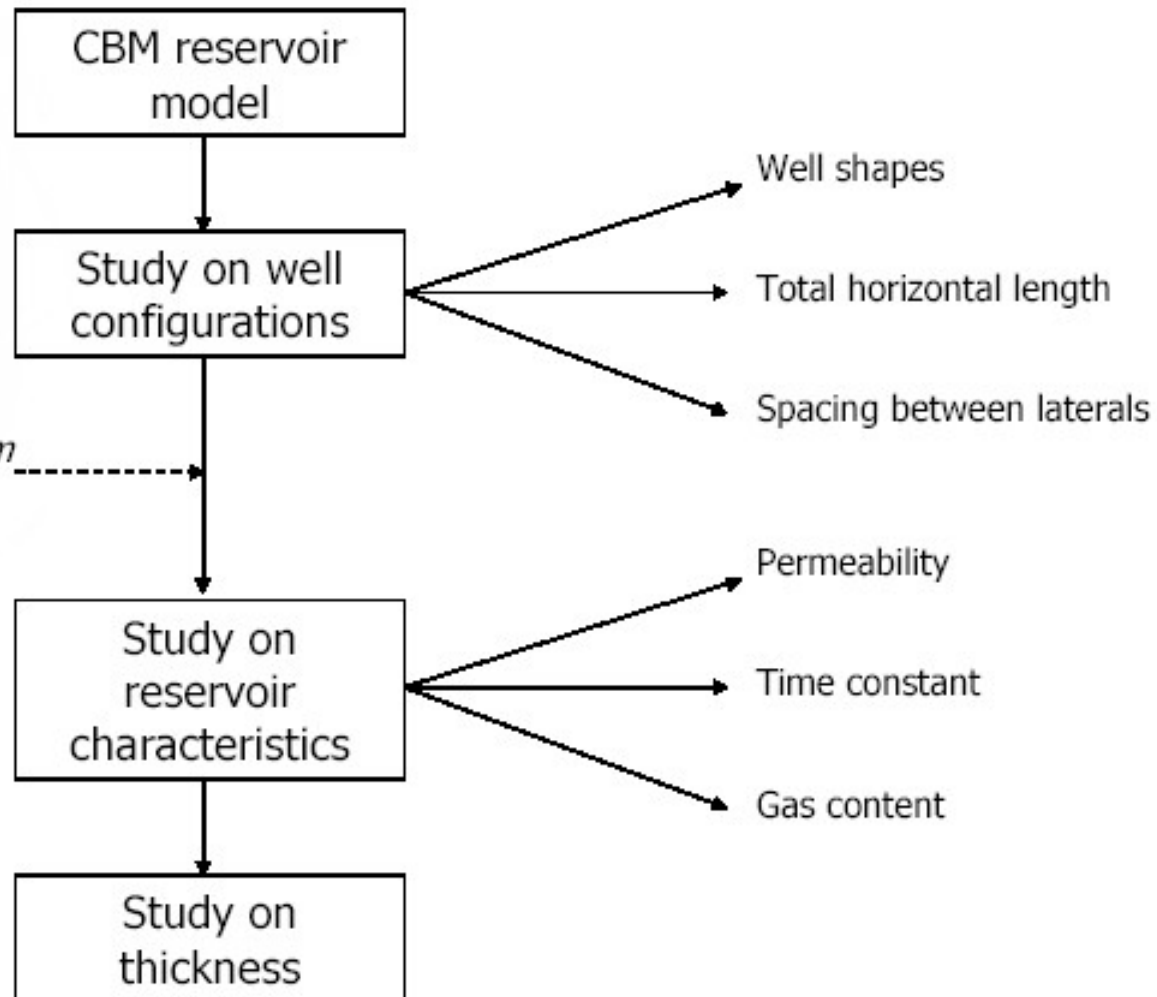 CBM reservoir
model
Well shapes
Study on well
configurations
Total horizontal length
Spacing between laterals
Permeability
Study on
reservoir
characteristics
Time constant
Gas content
Study on
thickness